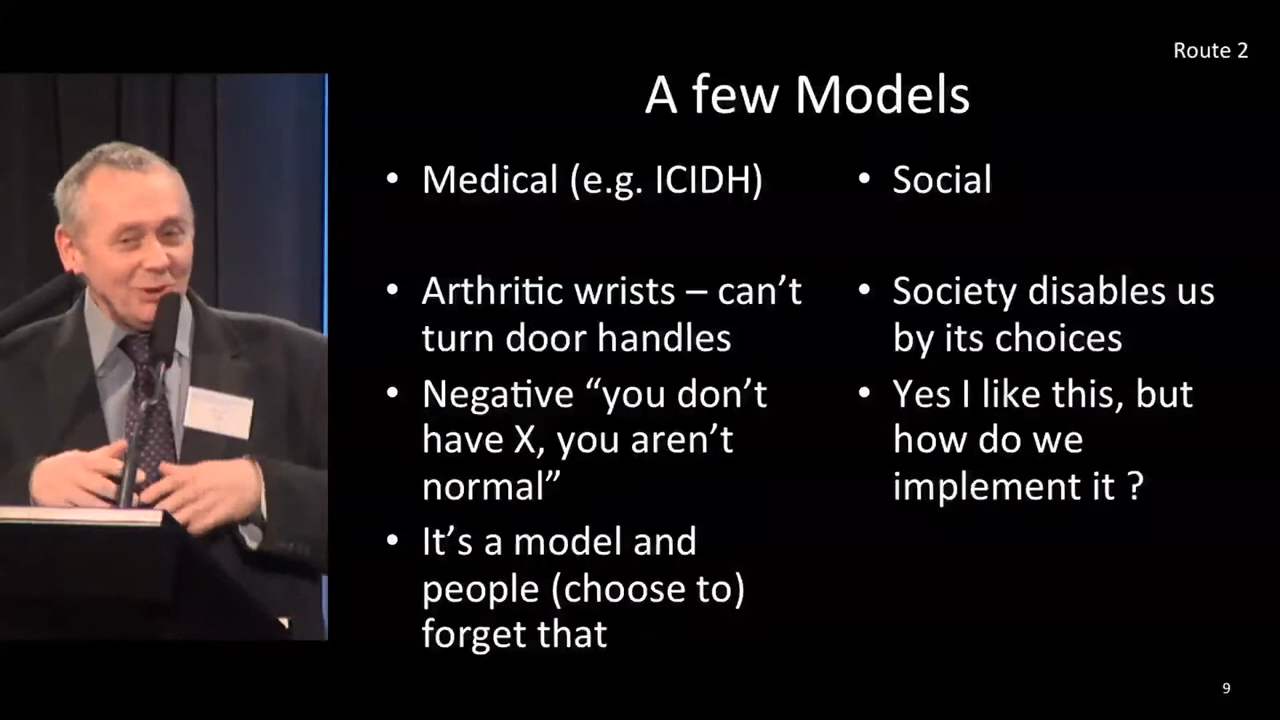 Route 2
A few Models
• Medical (e.g. ICIDH)
• Arthritic wrists – can’t
turn door handles
• Negative “you don’t
have X, you aren’t
normal”
• It’s a model and
people (choose to)
forget that
• Social
• Society disables us
by its choices
• Yes I like this, but
how do we
implement it ?
9